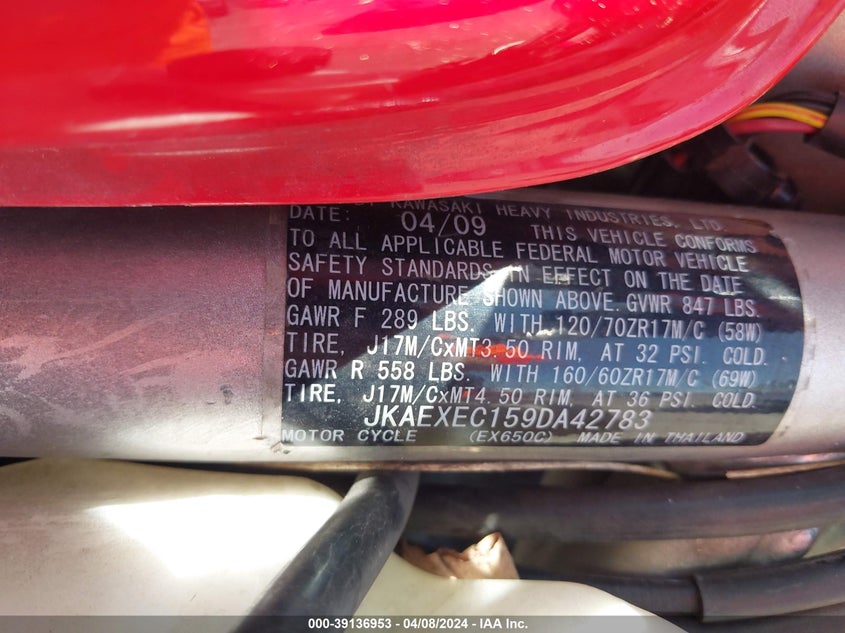 KAWASAKI HEAVY INDUSTRIES, LTD.
DATE: 04/09 THIS VEHICLE CONFORMS
TO ALL APPLICABLE FEDERAL MOTOR VEHICLE
SAFETY STANDARDS IN EFFECT ON THE DATE
OF MANUFACTURE SHOWN ABOVE. GVWR 847 LBS.
GAWR F 289 LBS. WITH 120/70ZR17M/C (58W)
TIRE, J17M/CxMT3.50 RIM, AT 32 PSI. COLD.
GAWR R 558 LBS. WITH 160/60ZR17M/C (69W)
TIRE, J17M/CxMT4.50 RIM, AT 36 PSI. COLD.
JKAEXEC159DA42783
MOTOR CYCLE (EX650C) MADE IN THAILAND
000-39136953 | 04/08/2024 | IAA Inc.